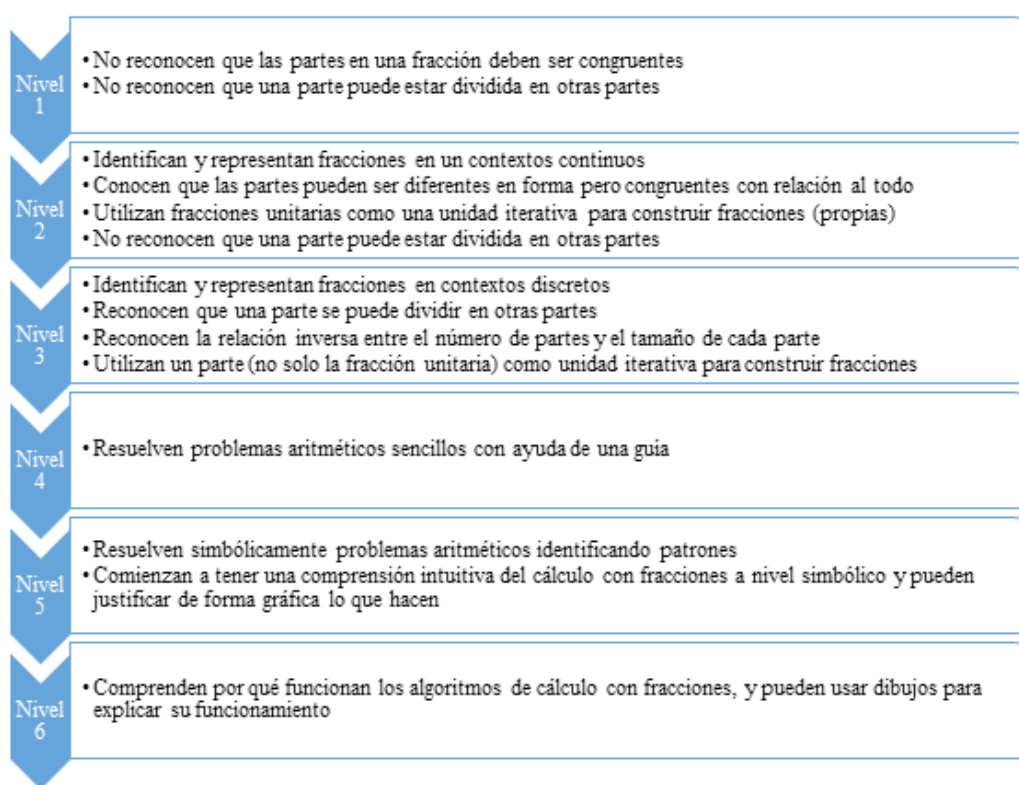 Nivel
1
• No reconocen que las partes en una fracción deben ser congruentes
• No reconocen que una parte puede estar dividida en otras partes
Nivel
2
• Identifican y representan fracciones en un contextos continuos
• Conocen que las partes pueden ser diferentes en forma pero congruentes con relación al todo
• Utilizan fracciones unitarias como una unidad iterativa para construir fracciones (propias)
• No reconocen que una parte puede estar dividida en otras partes
Nivel
3
• Identifican y representan fracciones en contextos discretos
• Reconocen que una parte se puede dividir en otras partes
• Reconocen la relación inversa entre el número de partes y el tamaño de cada parte
• Utilizan un parte (no solo la fracción unitaria) como unidad iterativa para construir fracciones
Nivel
4
• Resuelven problemas aritméticos sencillos con ayuda de una guía
Nivel
5
• Resuelven simbólicamente problemas aritméticos identificando patrones
• Comienzan a tener una comprensión intuitiva del cálculo con fracciones a nivel simbólico y pueden
justificar de forma gráfica lo que hacen
Nivel
6
• Comprenden por qué funcionan los algoritmos de cálculo con fracciones, y pueden usar dibujos para
explicar su funcionamiento